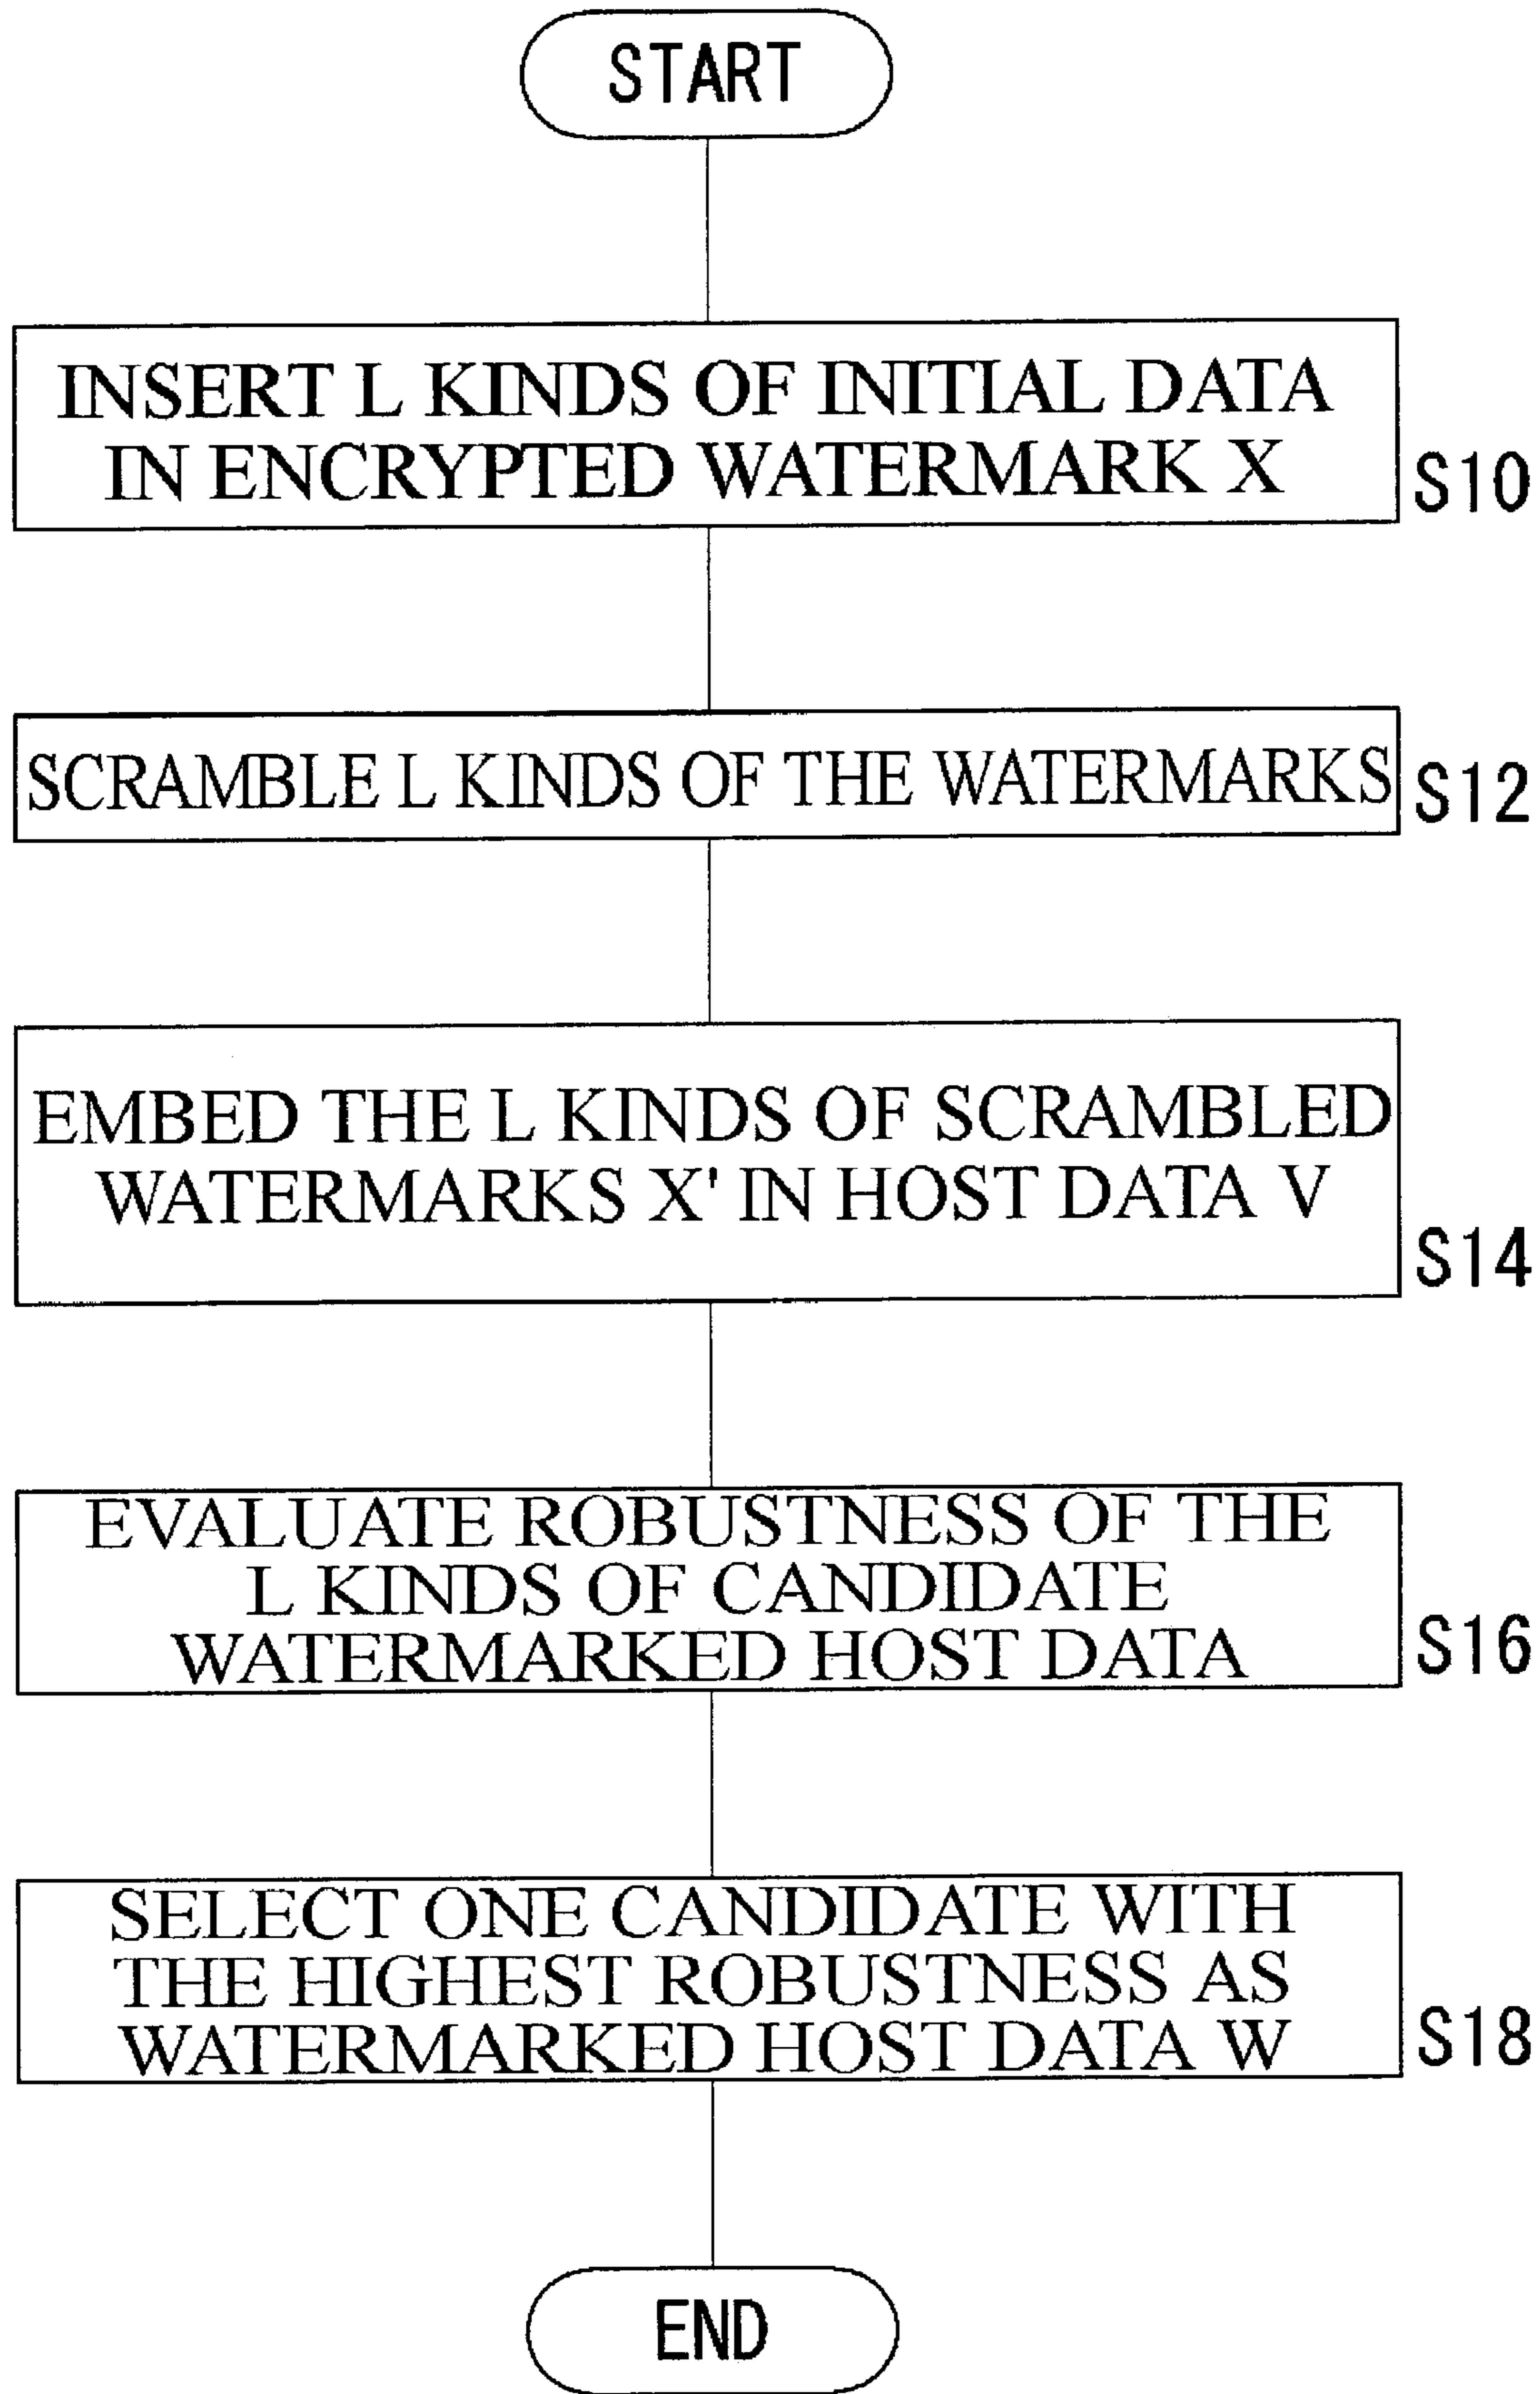 START
INSERT L KINDS OF INITIAL DATA
IN ENCRYPTED WATERMARK X
S10
SCRAMBLE L KINDS OF THE WATERMARKS
S12
EMBED THE L KINDS OF SCRAMBLED
WATERMARKS X' IN HOST DATA V
S14
EVALUATE ROBUSTNESS OF THE
L KINDS OF CANDIDATE
WATERMARKED HOST DATA
S16
SELECT ONE CANDIDATE WITH
THE HIGHEST ROBUSTNESS AS
WATERMARKED HOST DATA W
S18
END